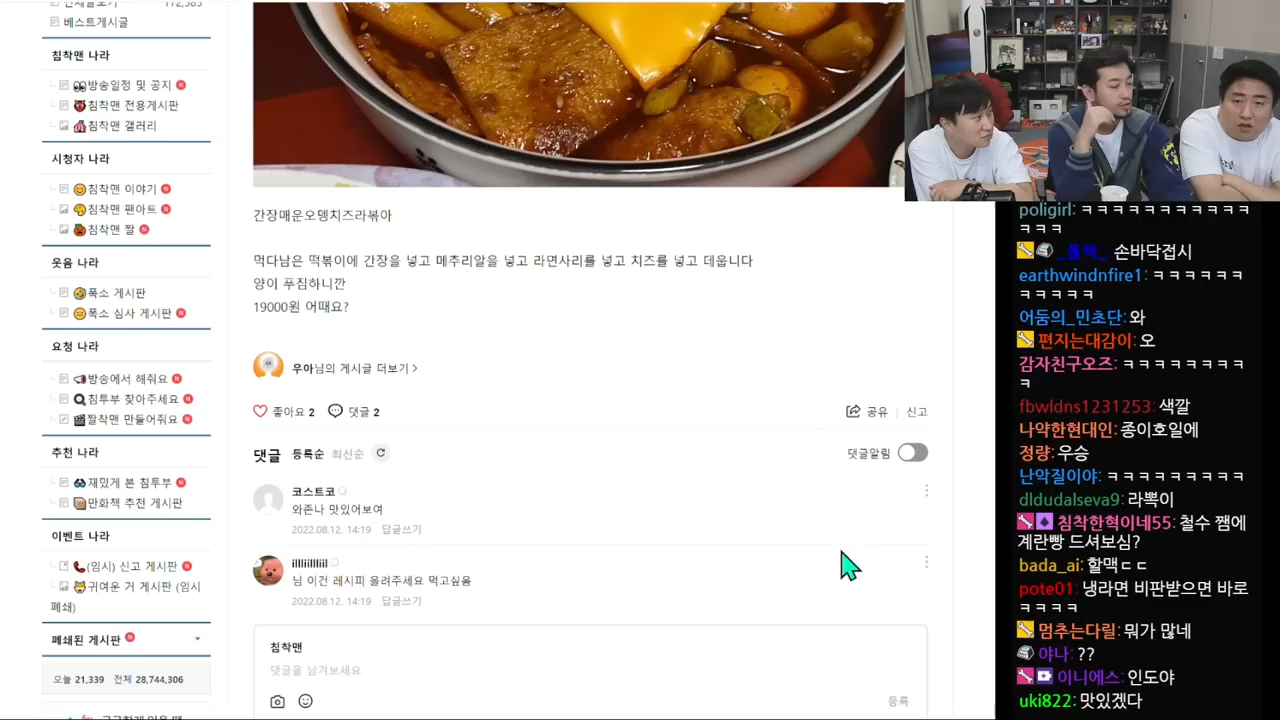 172,385
베스트게시글
침착맨 나라
방송일정 및 공지 N
침착맨 전용게시판
침착맨 갤러리
시청자 나라
침착맨 이야기 N
침착맨 팬아트 N
침착맨 짤 N
웃음 나라
폭소 게시판
폭소 심사 게시판 N
요청 나라
방송에서 해줘요 N
침투부 찾아주세요 N
짤착맨 만들어줘요 N
추천 나라
재밌게 본 침투부 N
만화책 추천 게시판
이벤트 나라
(임시) 신고 게시판 N
귀여운 거 게시판 (임시
폐쇄)
폐쇄된 게시판 N
오늘 21,339 전체 28,744,306
간장매운오뎅치즈라볶아
먹다남은 떡볶이에 간장을 넣고 메추리알을 넣고 라면사리를 넣고 치즈를 넣고 데웁니다
양이 푸짐하니깐
19000원 어때요?
우아님의 게시글 더보기 >
좋아요 2 댓글 2
공유 | 신고
댓글 등록순 최신순
댓글알림
코스트코
와존나 맛있어보여
2022.08.12. 14:19 답글쓰기
님 이건 레시피 올려주세요 먹고싶음
2022.08.12. 14:19 답글쓰기
침착맨
댓글을 남겨보세요
등록
poligirl: ㅋㅋㅋㅋㅋㅋㅋㅋㅋㅋㅋ
ㅋㅋㅋ
손바닥접시
earthwindnfire1: ㅋㅋㅋㅋㅋㅋ
ㅋㅋㅋㅋㅋ
어둠의_민초단: 와
편지는대감이: 오
감자친구오즈: ㅋㅋㅋㅋㅋㅋㅋㅋ
ㅋ
fbwldns1231253: 색깔
나약한현대인: 종이호일에
정량: 우승
난악질이야: ㅋㅋㅋㅋㅋㅋㅋㅋㅋ
dldudalseva9: 라뽁이
침착한혁이네55: 철수 쨈에
계란빵 드셔보심?
bada_ai: 할맥ㄷㄷ
pote01: 냉라면 비판받으면 바로
ㅋㅋㅋㅋ
멈추는다릴: 뭐가 많네
야나: ??
이니에스: 인도야
uki822: 맛있겠다